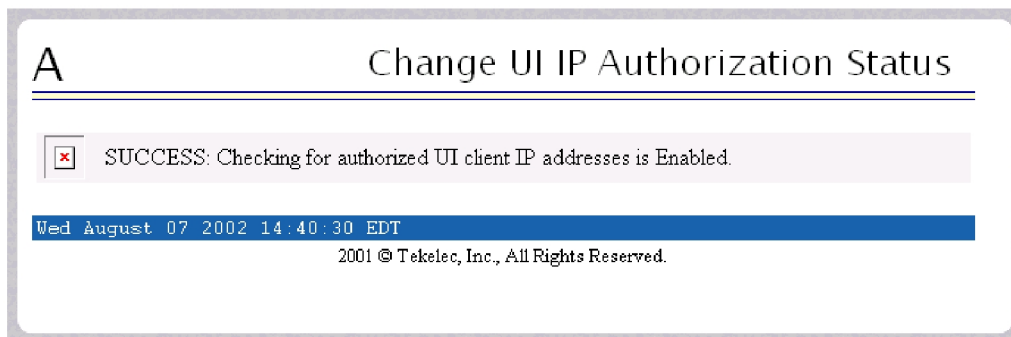 A Change UI IP Authorization Status
SUCCESS: Checking for authorized UI client IP addresses is Enabled.
Wed August 07 2002 14:40:30 EDT
2001 © Tekelec, Inc., All Rights Reserved.